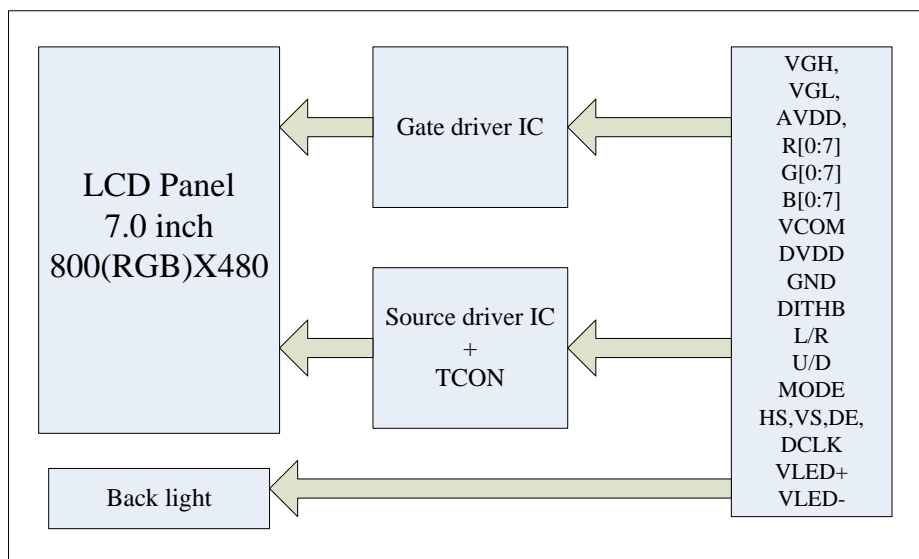 LCD Panel
7.0 inch
800(RGB)X480
Gate driver IC
Source driver IC
+
TCON
Back light
VGH,
VGL,
AVDD,
R[0:7]
G[0:7]
B[0:7]
VCOM
DVDD
GND
DITHB
L/R
U/D
MODE
HS,VS,DE,
DCLK
VLED+
VLED-